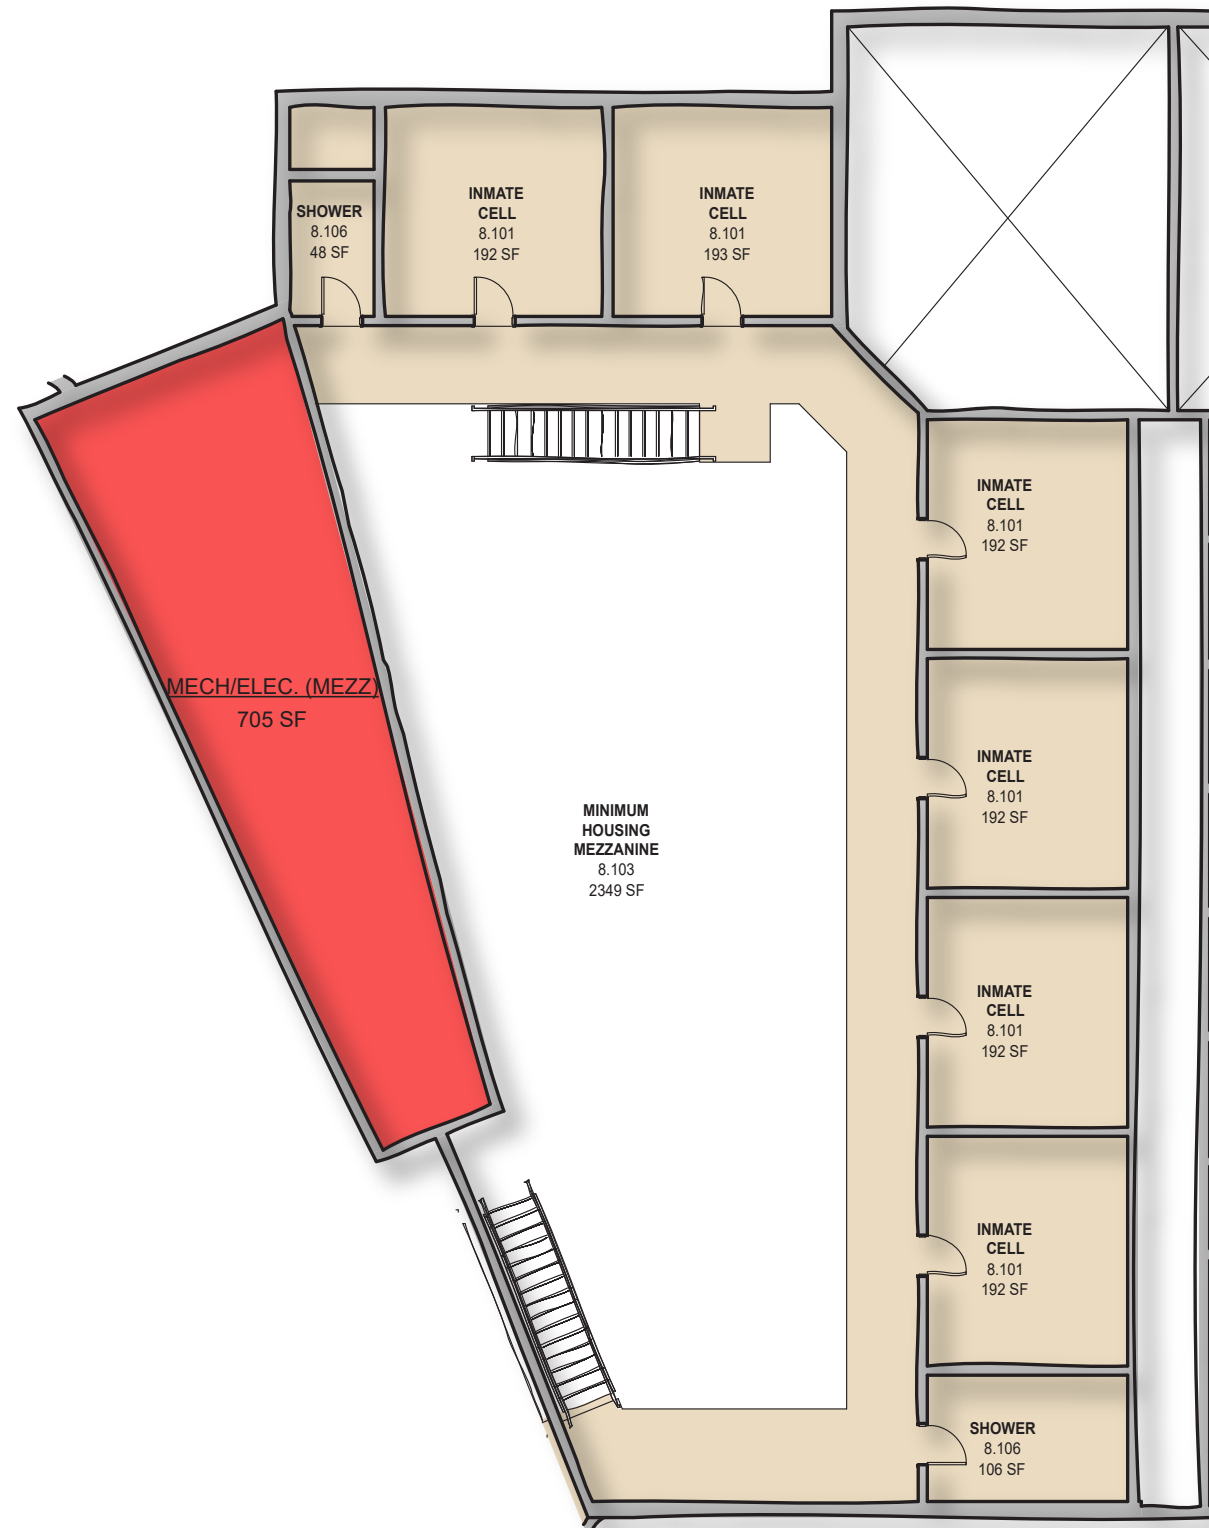 SHOWER
8.106
48 SF
INMATE
CELL
8.101
192 SF
INMATE
CELL
8.101
193 SF
INMATE
CELL
8.101
192 SF
MECH/ELEC. (MEZZ)
705 SF
INMATE
CELL
8.101
192 SF
MINIMUM
HOUSING
MEZZANINE
8.103
2349 SF
INMATE
CELL
8.101
192 SF
INMATE
CELL
8.101
192 SF
SHOWER
8.106
106 SF